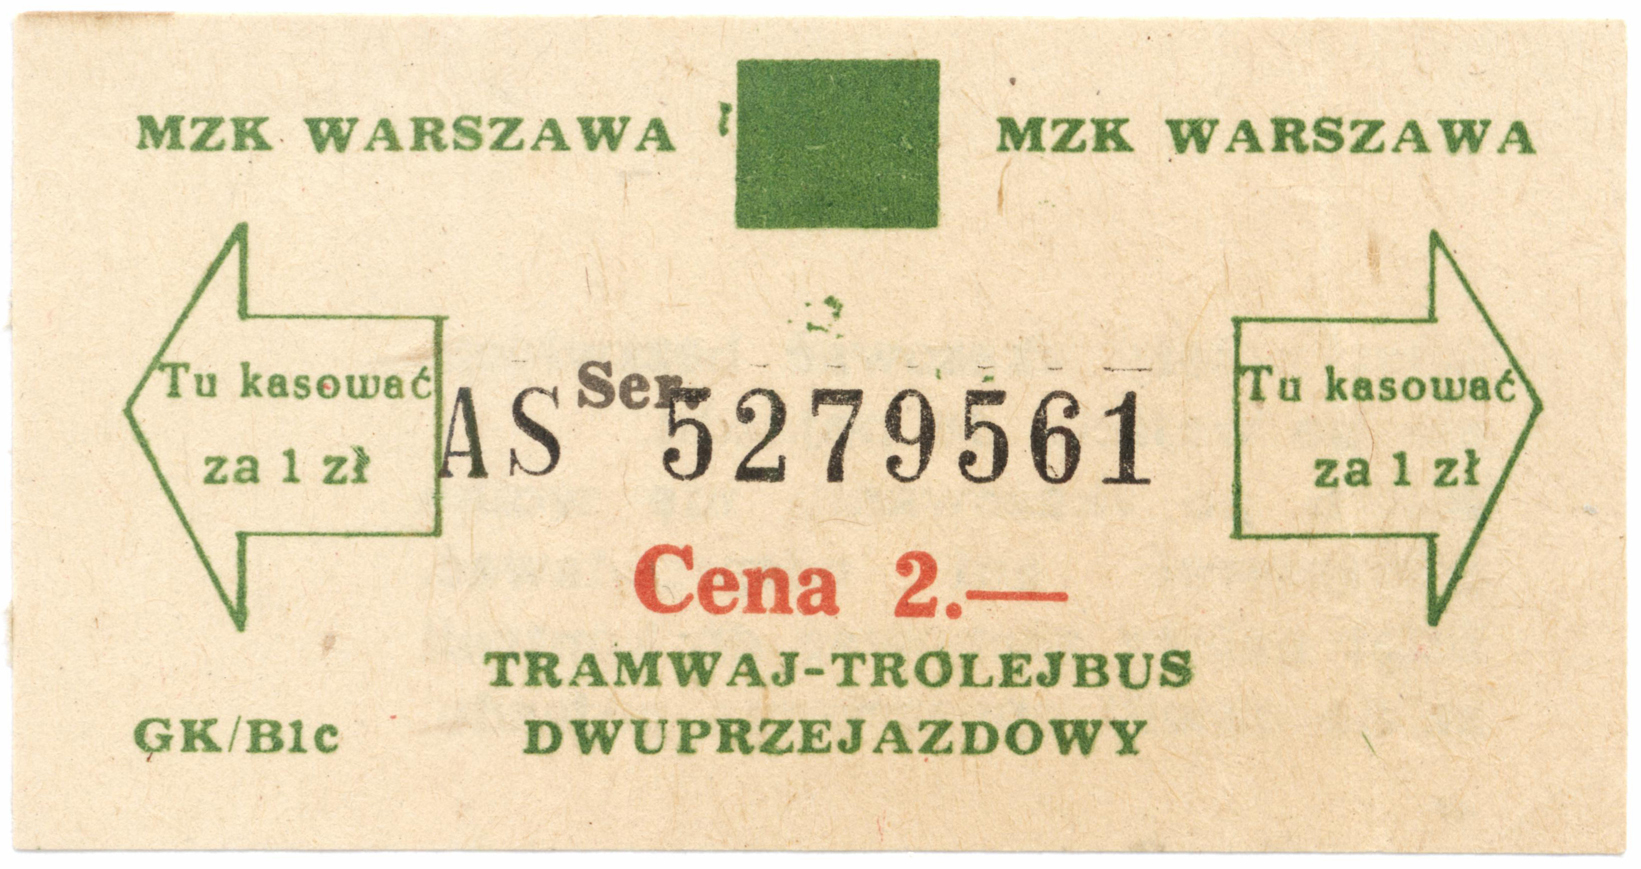 MZK WARSZAWA MZK WARSZAWA
Tu kasować
za 1 zł
AS Ser. 5279561
Tu kasować
za 1 zł
Cena 2.—
TRAMWAJ-TROLEJBUS
DWUPRZEJAZDOWY
GK/B1c